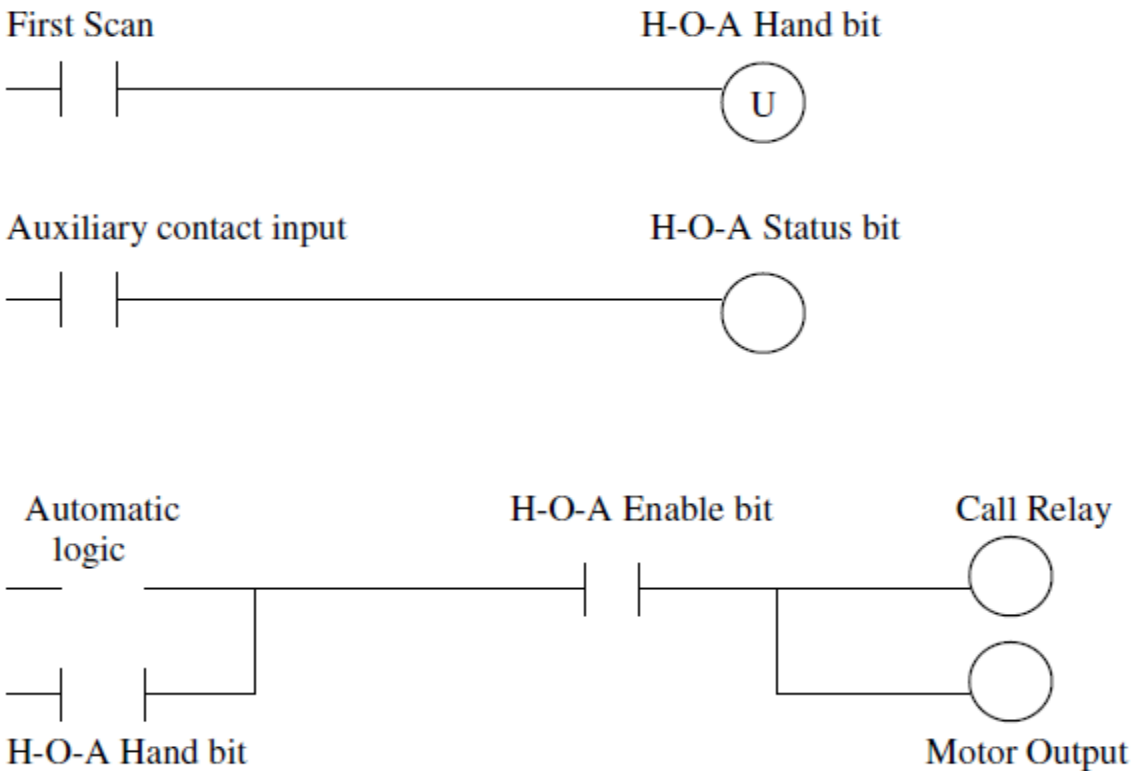 First Scan
H-O-A Hand bit
U
Auxiliary contact input
H-O-A Status bit
Automatic
logic
H-O-A Enable bit
Call Relay
H-O-A Hand bit
Motor Output